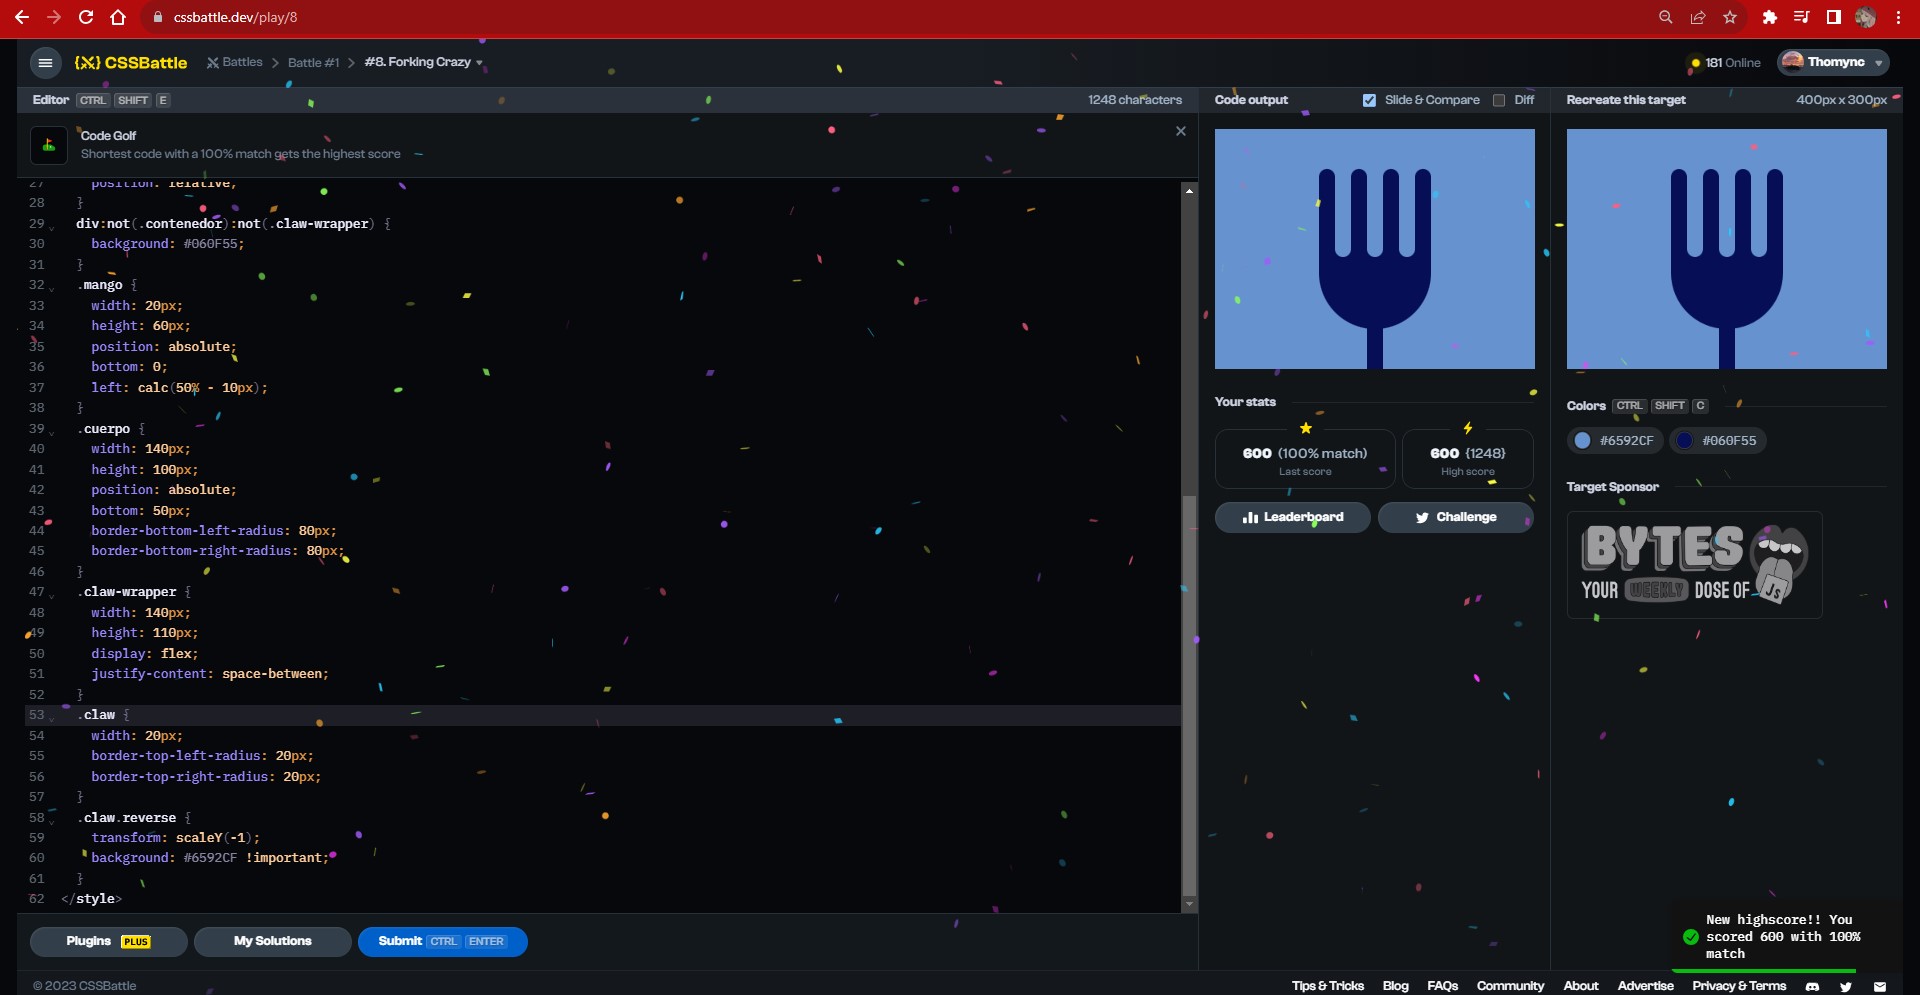 cssbattle.dev/play/8
{X} CSSBattle
Battles
Battle #1
#8. Forking Crazy
181 Online
Thomync
Editor CTRL SHIFT E
1248 characters
Code output
Slide & Compare
Diff
Recreate this target
400px x 300px
Code Golf
Shortest code with a 100% match gets the highest score
27 position: relative;
28 }
29 div:not(.contenedor):not(.claw-wrapper) {
30 background: #060F55;
31 }
32 .mango {
33 width: 20px;
34 height: 60px;
35 position: absolute;
36 bottom: 0;
37 left: calc(50% - 10px);
38 }
39 .cuerpo {
40 width: 140px;
41 height: 100px;
42 position: absolute;
43 bottom: 50px;
44 border-bottom-left-radius: 80px;
45 border-bottom-right-radius: 80px;
46 }
47 .claw-wrapper {
48 width: 140px;
49 height: 110px;
50 display: flex;
51 justify-content: space-between;
52 }
53 .claw {
54 width: 20px;
55 border-top-left-radius: 20px;
56 border-top-right-radius: 20px;
57 }
58 .claw.reverse {
59 transform: scaleY(-1);
60 background: #6592CF !important;
61 }
62 </style>
Your stats
600 (100% match)
Last score
600 {1248}
High score
Leaderboard
Challenge
Colors CTRL SHIFT C
#6592CF
#060F55
Target Sponsor
BYTES
YOUR WEEKLY DOSE OF JS
Plugins PLUS
My Solutions
Submit CTRL ENTER
New highscore!! You
scored 600 with 100%
match
© 2023 CSSBattle
Tips & Tricks
Blog
FAQs
Community
About
Advertise
Privacy & Terms